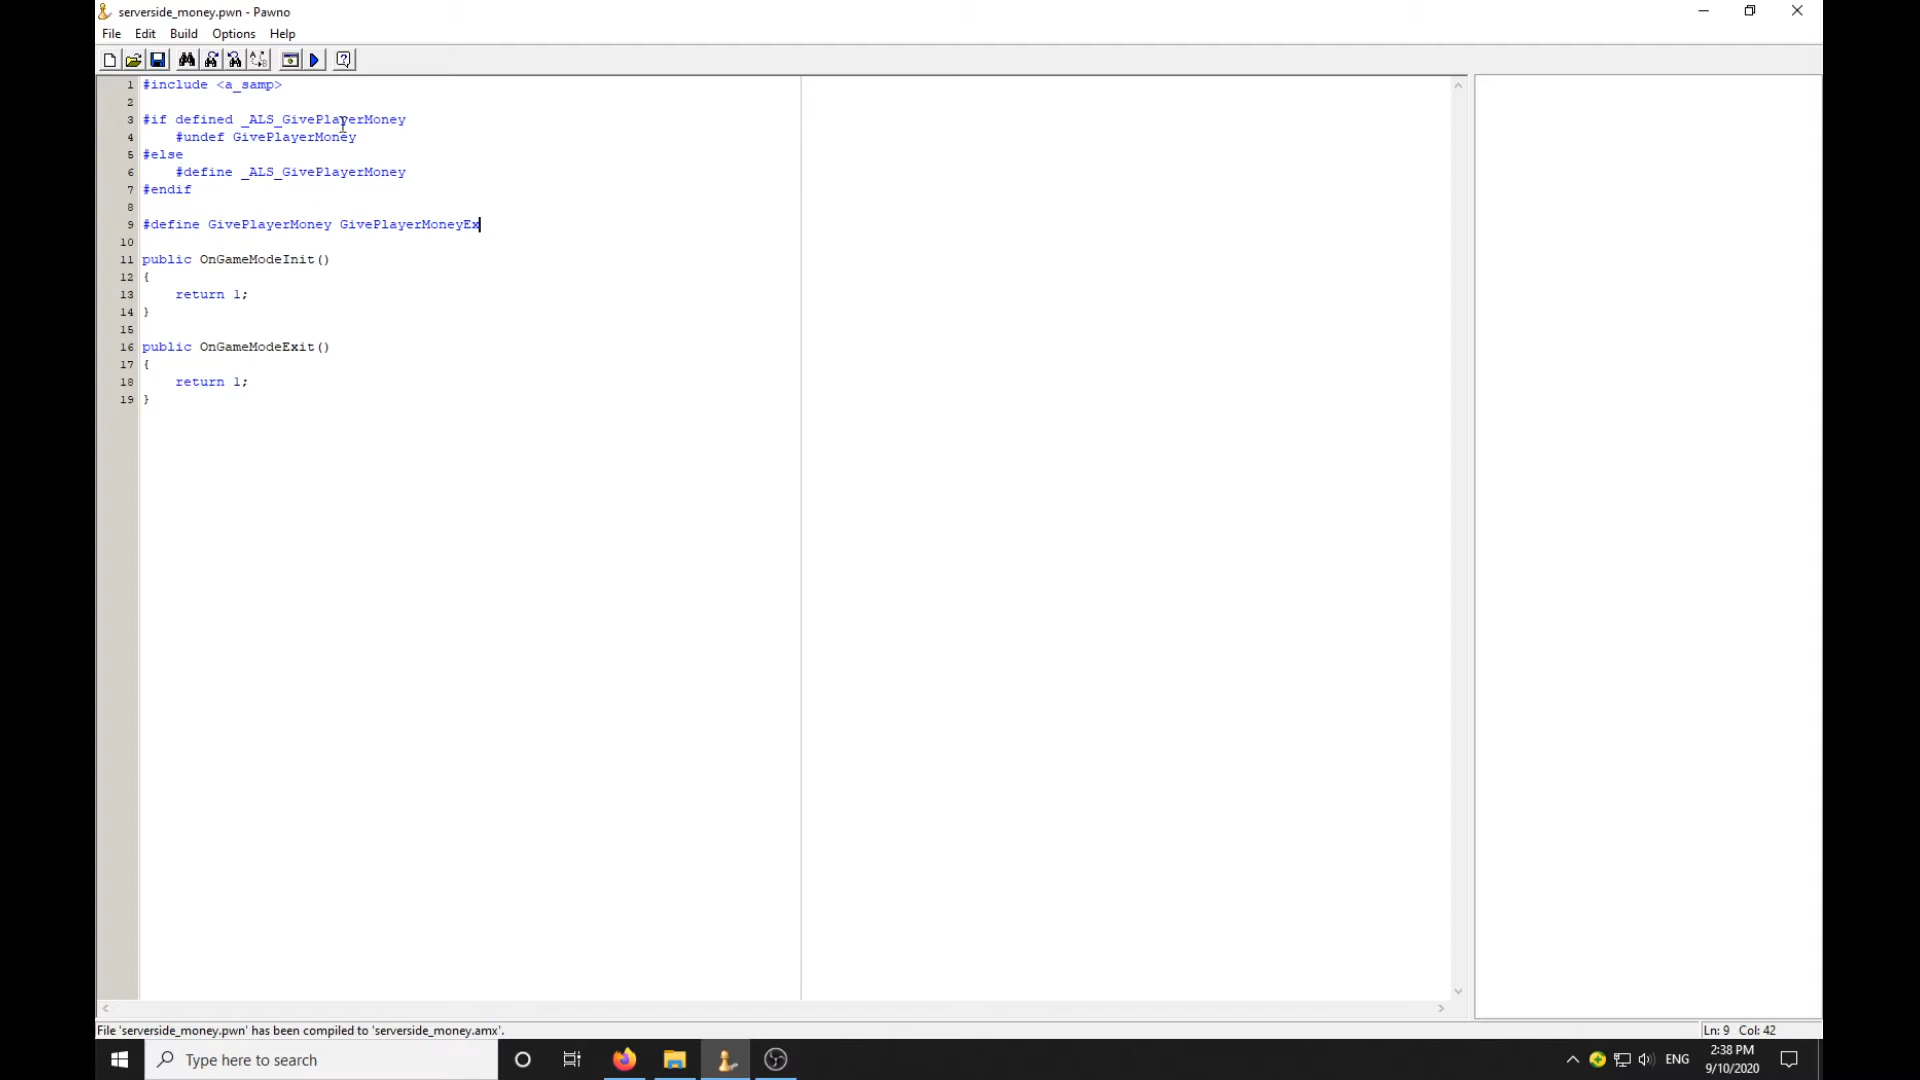 serverside_money.pwn - Pawno
File Edit Build Options Help
1 #include <a_samp>
2
3 #if defined _ALS_GivePlayerMoney
4 #undef GivePlayerMoney
5 #else
6 #define _ALS_GivePlayerMoney
7 #endif
8
9 #define GivePlayerMoney GivePlayerMoneyEx
10
11 public OnGameModeInit()
12 {
13 return 1;
14 }
15
16 public OnGameModeExit()
17 {
18 return 1;
19 }
File 'serverside_money.pwn' has been compiled to 'serverside_money.amx'.
Ln: 9 Col: 42
Type here to search
ENG
2:38 PM
9/10/2020